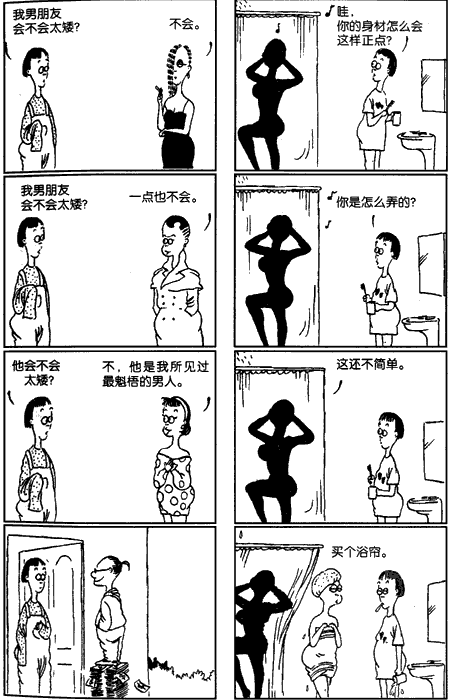 我男朋友
会不会太矮?
不会。
我男朋友
会不会太矮?
一点也不会。
他会不会
太矮?
不，他是我所见过
最魁梧的男人。
哇，
你的身材怎么会
这样正点?
你是怎么弄的?
这还不简单。
买个浴帘。